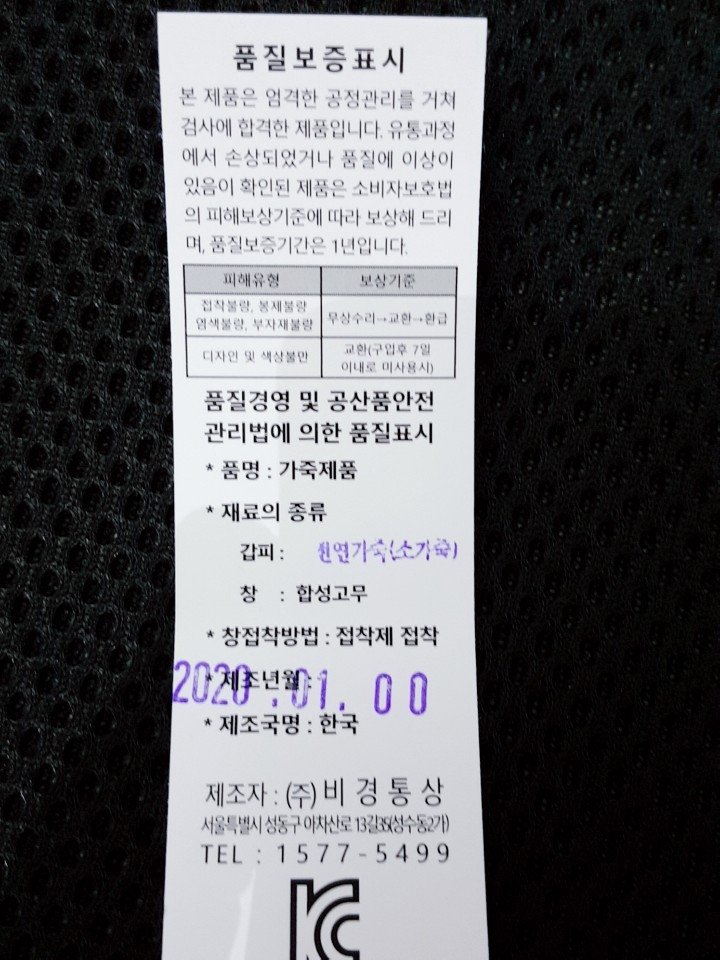 품질보증표시
본 제품은 엄격한 공정관리를 거쳐
검사에 합격한 제품입니다. 유통과정
에서 손상되었거나 품질에 이상이
있음이 확인된 제품은 소비자보호법
의 피해보상기준에 따라 보상해 드리
며, 품질보증기간은 1년입니다.
피해유형 보상기준
접착불량, 봉제불량
염색불량, 부자재불량 무상수리→교환→환급
디자인 및 색상불만 교환(구입후 7일
이내로 미사용시)
품질경영 및 공산품안전
관리법에 의한 품질표시
* 품명 : 가죽제품
* 재료의 종류
갑피 : 천연가죽(소가죽)
창 : 합성고무
* 창접착방법 : 접착제 접착
* 제조년월 : 2020.01.00
* 제조국명 : 한국
제조자 : (주)비경통상
서울특별시 성동구 아차산로 13길35(성수동2가)
TEL : 1577-5499
KC